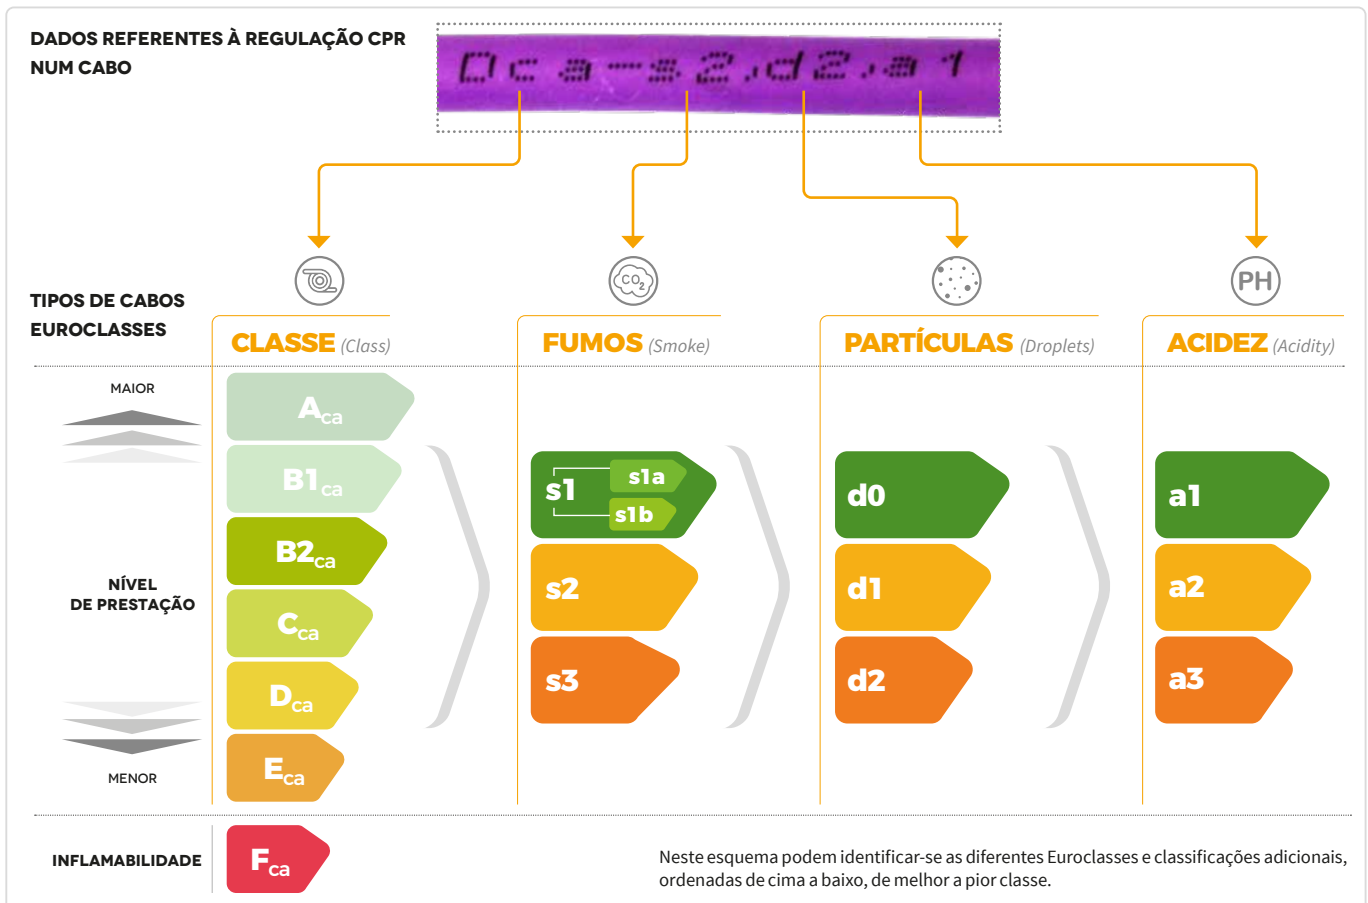 DADOS REFERENTES À REGULAÇÃO CPR
NUM CABO
Dca-s2,d2,a1
CO2
PH
TIPOS DE CABOS
EUROCLASSES
CLASSE (Class)
FUMOS (Smoke)
PARTÍCULAS (Droplets)
ACIDEZ (Acidity)
MAIOR
NÍVEL
DE PRESTAÇÃO
MENOR
Aca
B1ca
B2ca
Cca
Dca
Eca
s1
s1a
s1b
s2
s3
d0
d1
d2
a1
a2
a3
INFLAMABILIDADE
Fca
Neste esquema podem identificar-se as diferentes Euroclasses e classificações adicionais,
ordenadas de cima a baixo, de melhor a pior classe.